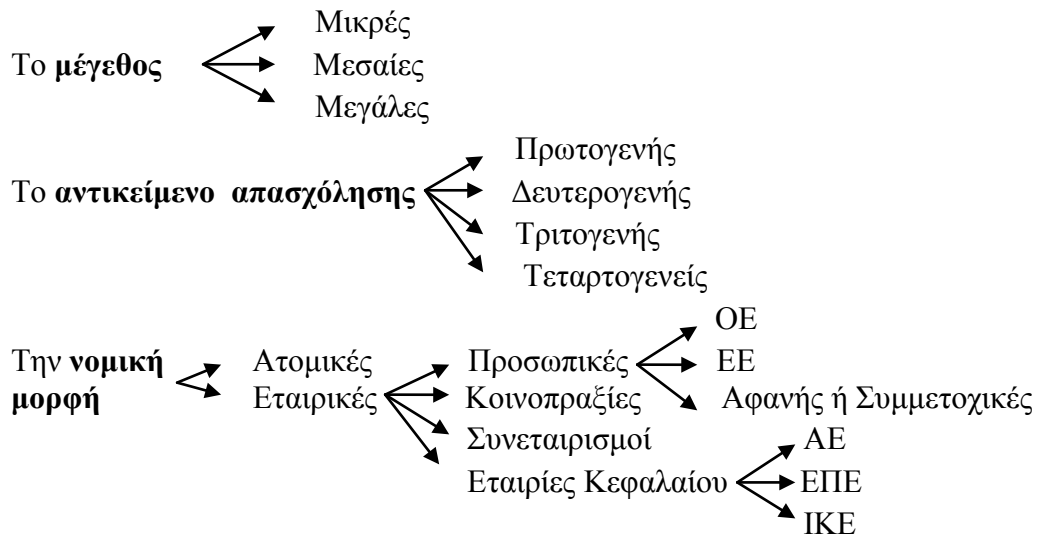 Μικρές
Το μέγεθος Μεσαίες
Μεγάλες
Πρωτογενής
Το αντικείμενο απασχόλησης Δευτερογενής
Τριτογενής
Τεταρτογενείς
ΟΕ
Την νομική Ατομικές Προσωπικές ΕΕ
μορφή Εταιρικές Κοινοπραξίες Αφανής ή Συμμετοχικές
Συνεταιρισμοί ΑΕ
Εταιρίες Κεφαλαίου ΕΠΕ
ΙΚΕ